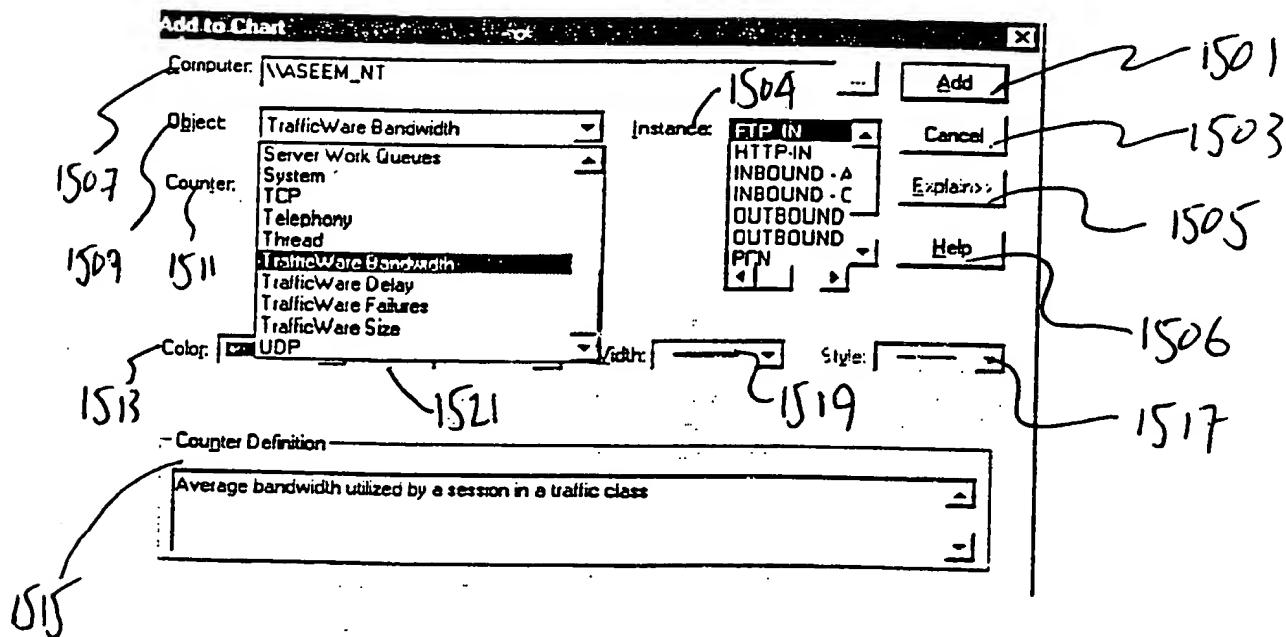 Add to Chart
1501
Computer: \\ASEEM_NT ... Add
1504
Object: TrafficWare Bandwidth Instance: FTP-IN Cancel
1503
Server Work Queues HTTP-IN
System INBOUND - A
1507 Counter: TCP INBOUND - C Explain>>
Telephony OUTBOUND
1505
Thread OUTBOUND
1509 1511 TrafficWare Bandwidth PCN Help
TrafficWare Delay
TrafficWare Failures
TrafficWare Size
1506
Color: UDP Width: Style:
1513 1521 1519 1517
Counter Definition
Average bandwidth utilized by a session in a traffic class
1515